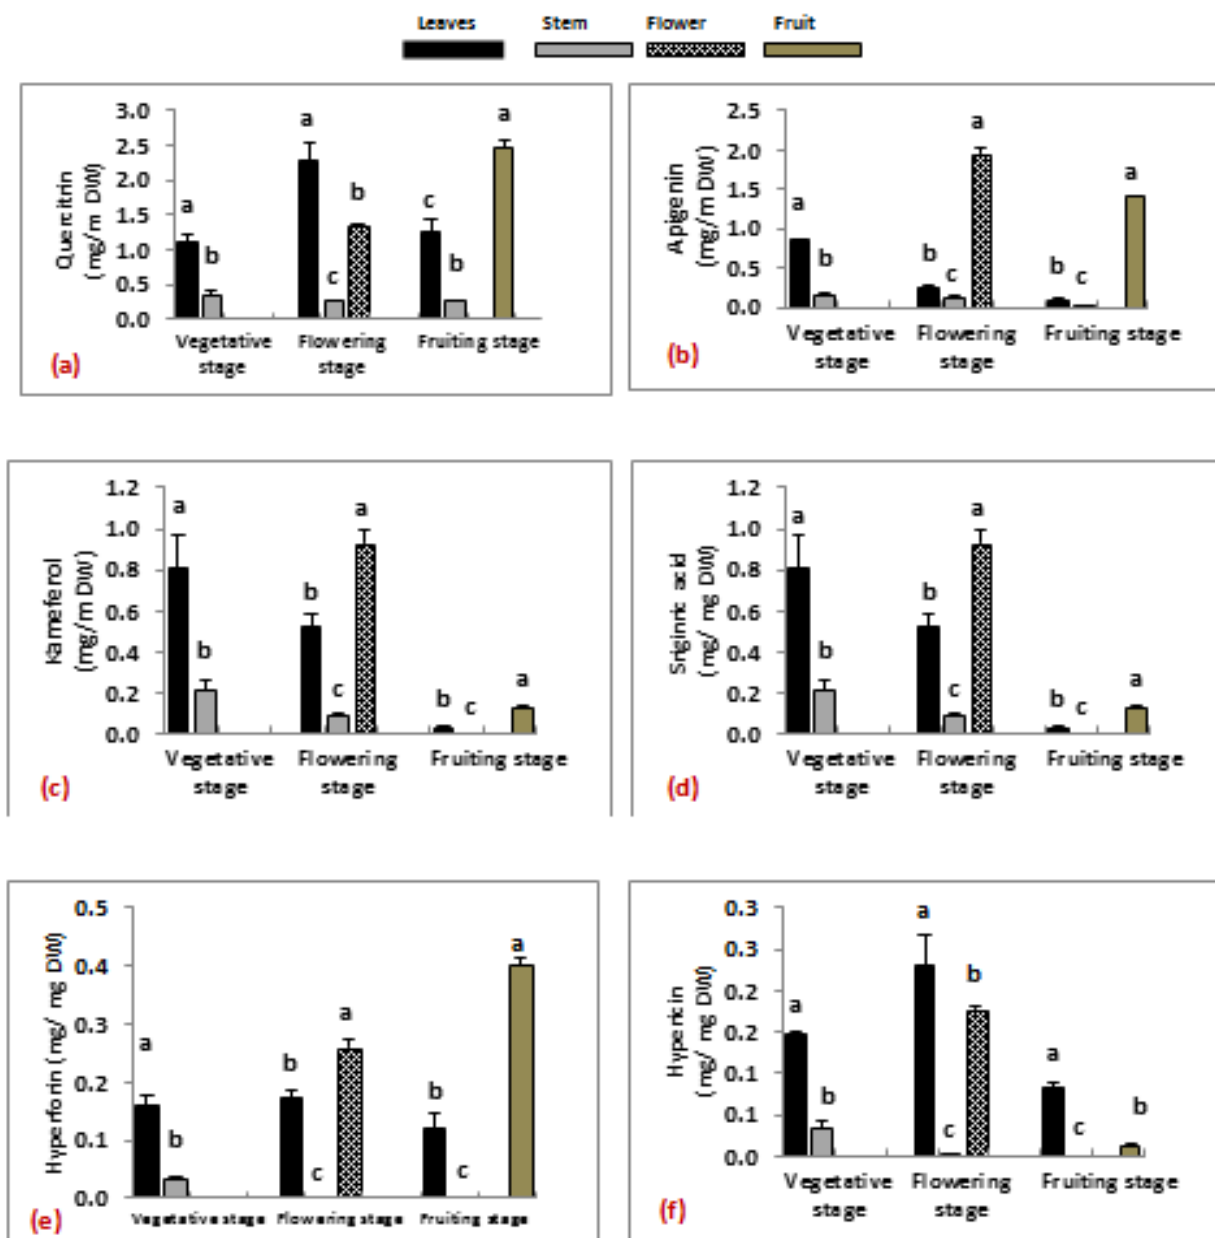 Leaves Stem Flower Fruit
Quercitrin
(mg/m DW)
3.0
2.5
2.0
1.5
1.0
0.5
0.0
a
b
a
c
b
c
b
a
Vegetative stage
Flowering stage
Fruiting stage
(a)
Apigenin
(mg/m DW)
2.5
2.0
1.5
1.0
0.5
0.0
a
b
b
c
a
b
c
a
Vegetative stage
Flowering stage
Fruiting stage
(b)
Kameferol
(mg/m DW)
1.2
1.0
0.8
0.6
0.4
0.2
0.0
a
b
b
c
a
b
c
a
Vegetative stage
Flowering stage
Fruiting stage
(c)
(mg/ mg DW)
acid
1.2
1.0
0.8
0.6
0.4
0.2
0.0
a
b
b
c
a
b
c
a
Vegetative stage
Flowering stage
Fruiting stage
(d)
Hyperforin (mg/ mg DW)
0.5
0.4
0.3
0.2
0.1
0.0
a
b
b
c
a
b
c
a
Vegetative stage
Flowering stage
Fruiting stage
(e)
Hypericin
(mg/ mg DW)
0.3
0.3
0.2
0.2
0.1
0.1
0.0
a
b
a
c
b
a
c
b
Vegetative stage
Flowering stage
Fruiting stage
(f)